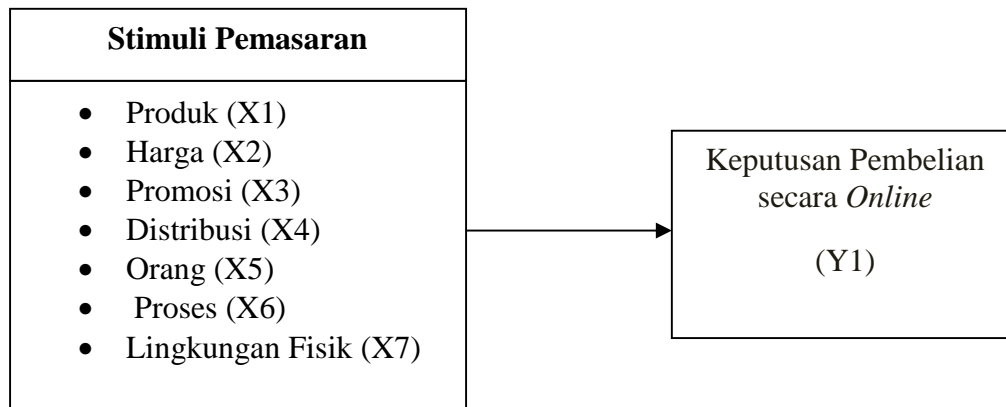 Stimuli Pemasaran
• Produk (X1)
• Harga (X2)
• Promosi (X3)
• Distribusi (X4)
• Orang (X5)
• Proses (X6)
• Lingkungan Fisik (X7)
Keputusan Pembelian
secara Online
(Y1)